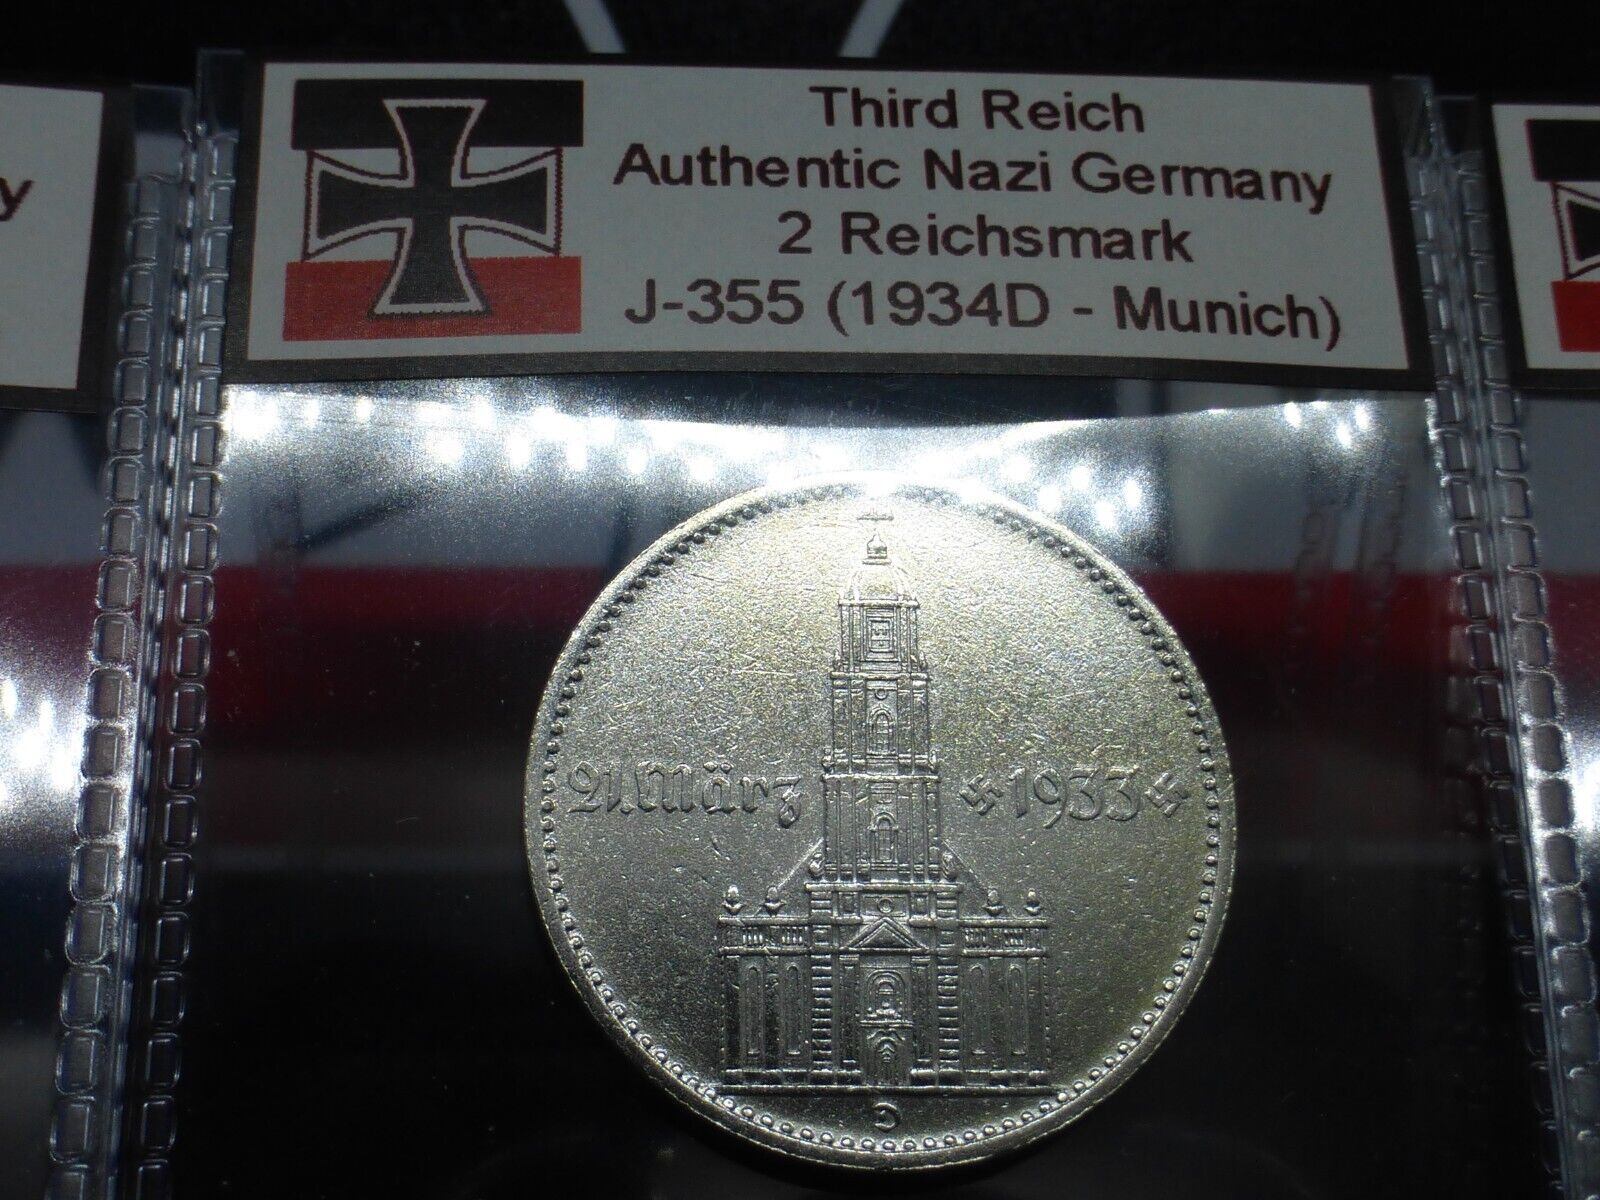 y
Third Reich
Authentic Nazi Germany
2 Reichsmark
J-355 (1934D - Munich)
21. März 1933
D